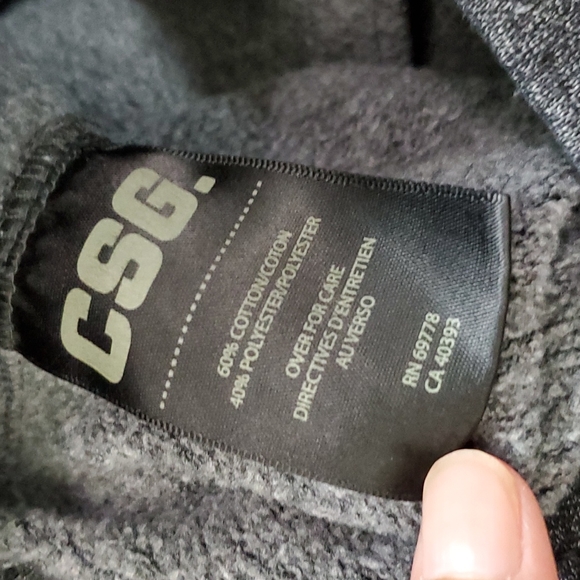 CSG.
60% COTTON/COTON
40% POLYESTER/POLYESTER
OVER FOR CARE
DIRECTIVES D'ENTRETIEN
AU VERSO
RN 69778
CA 40393